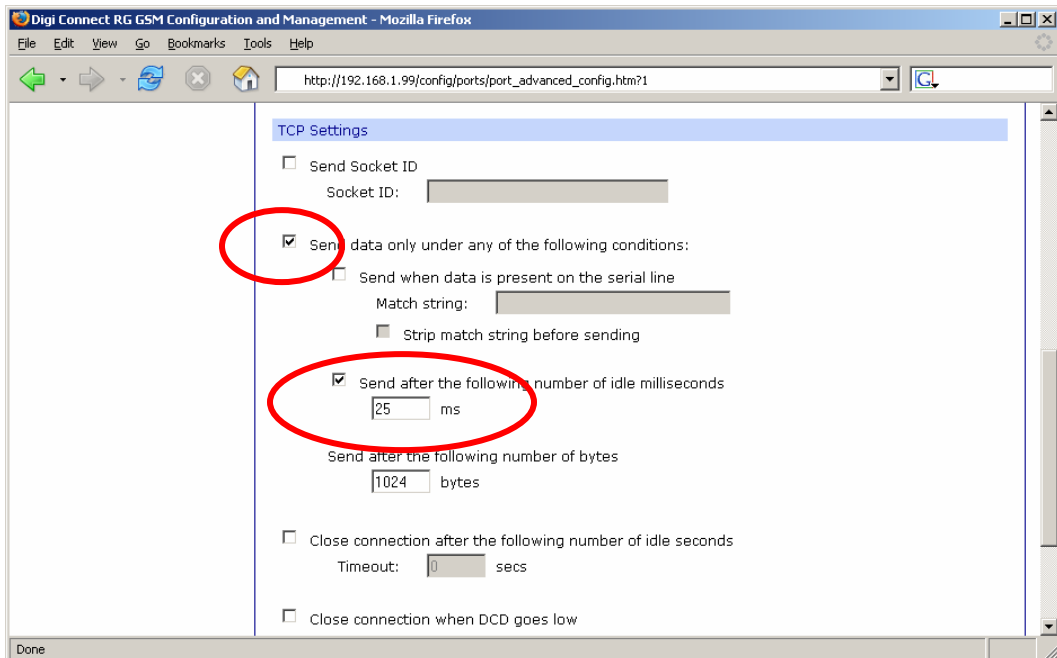 Digi Connect RG GSM Configuration and Management - Mozilla Firefox
File Edit View Go Bookmarks Tools Help
http://192.168.1.99/config/ports/port_advanced_config.htm?1
G
TCP Settings
Send Socket ID
Socket ID:
Send data only under any of the following conditions:
Send when data is present on the serial line
Match string:
Strip match string before sending
Send after the following number of idle milliseconds
25 ms
Send after the following number of bytes
1024 bytes
Close connection after the following number of idle seconds
Timeout: 0 secs
Close connection when DCD goes low
Done